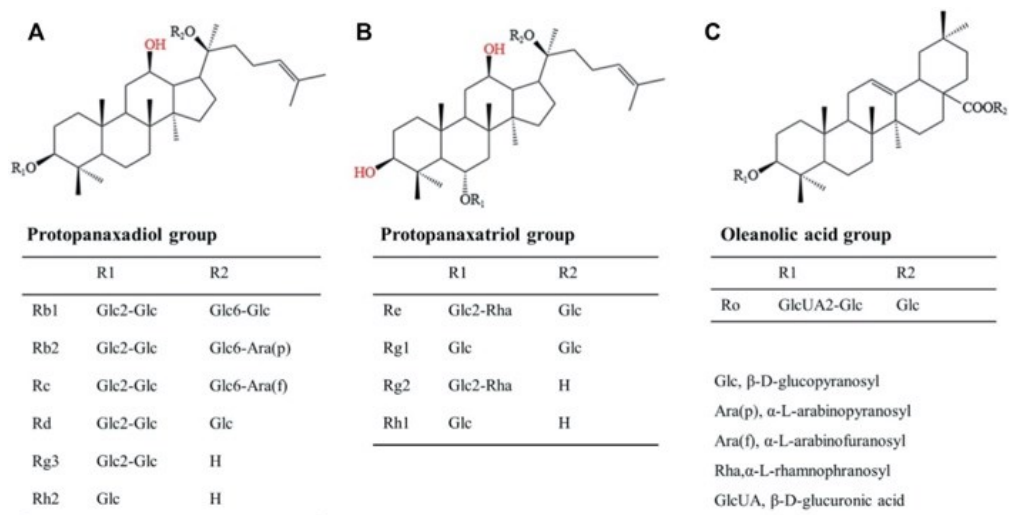 A
B
C
OH
R2O
R1O
OH
R2O
HO
OR1
COOR2
R1O
Protopanaxadiol group
R1 R2
Rb1 Glc2-Glc Glc6-Glc
Rb2 Glc2-Glc Glc6-Ara(p)
Rc Glc2-Glc Glc6-Ara(f)
Rd Glc2-Glc Glc
Rg3 Glc2-Glc H
Rh2 Glc H
Protopanaxatriol group
R1 R2
Re Glc2-Rha Glc
Rg1 Glc Glc
Rg2 Glc2-Rha H
Rh1 Glc H
Oleanolic acid group
R1 R2
Ro GlcUA2-Glc Glc
Glc, β-D-glucopyranosyl
Ara(p), α-L-arabinopyranosyl
Ara(f), α-L-arabinofuranosyl
Rha,α-L-rhamnophranosyl
GlcUA, β-D-glucuronic acid